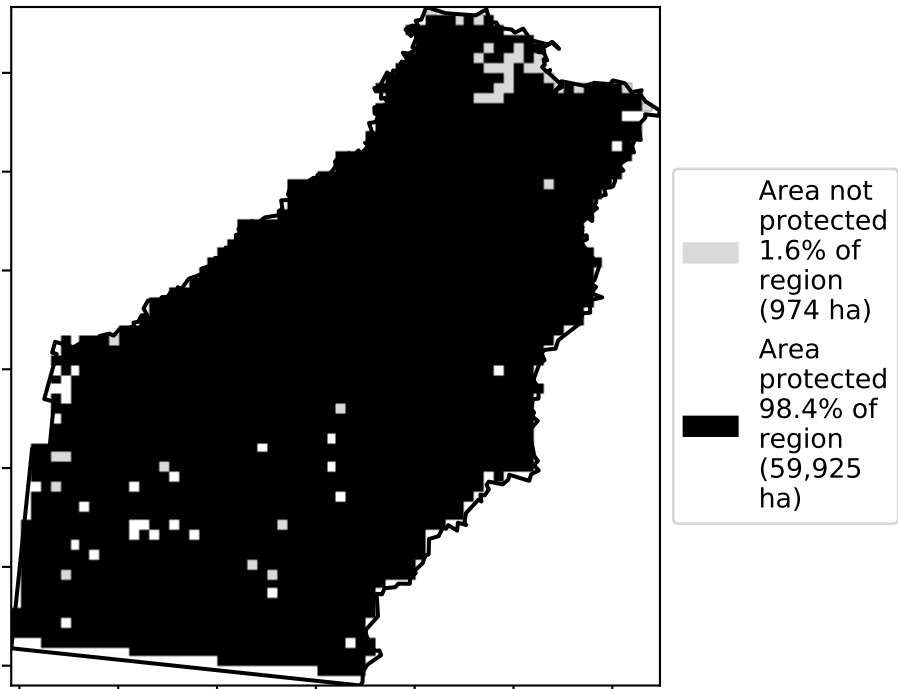 Area not
protected
1.6% of
region
(974 ha)
Area
protected
98.4% of
region
(59,925
ha)